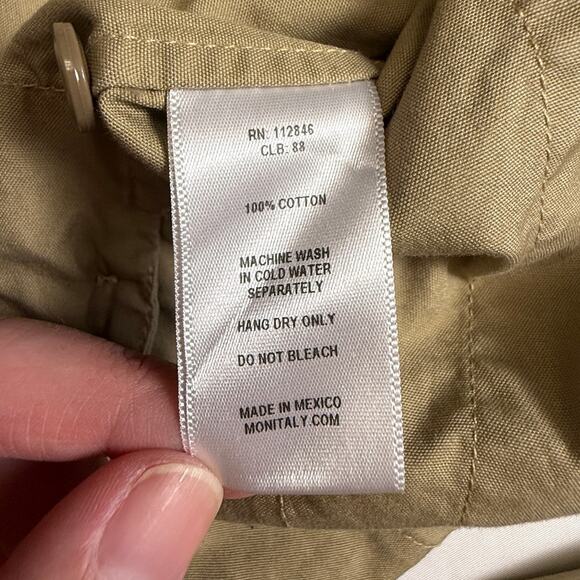 RN: 112846
CLB: 88
100% COTTON
MACHINE WASH
IN COLD WATER
SEPARATELY
HANG DRY ONLY
DO NOT BLEACH
MADE IN MEXICO
MONITALY.COM